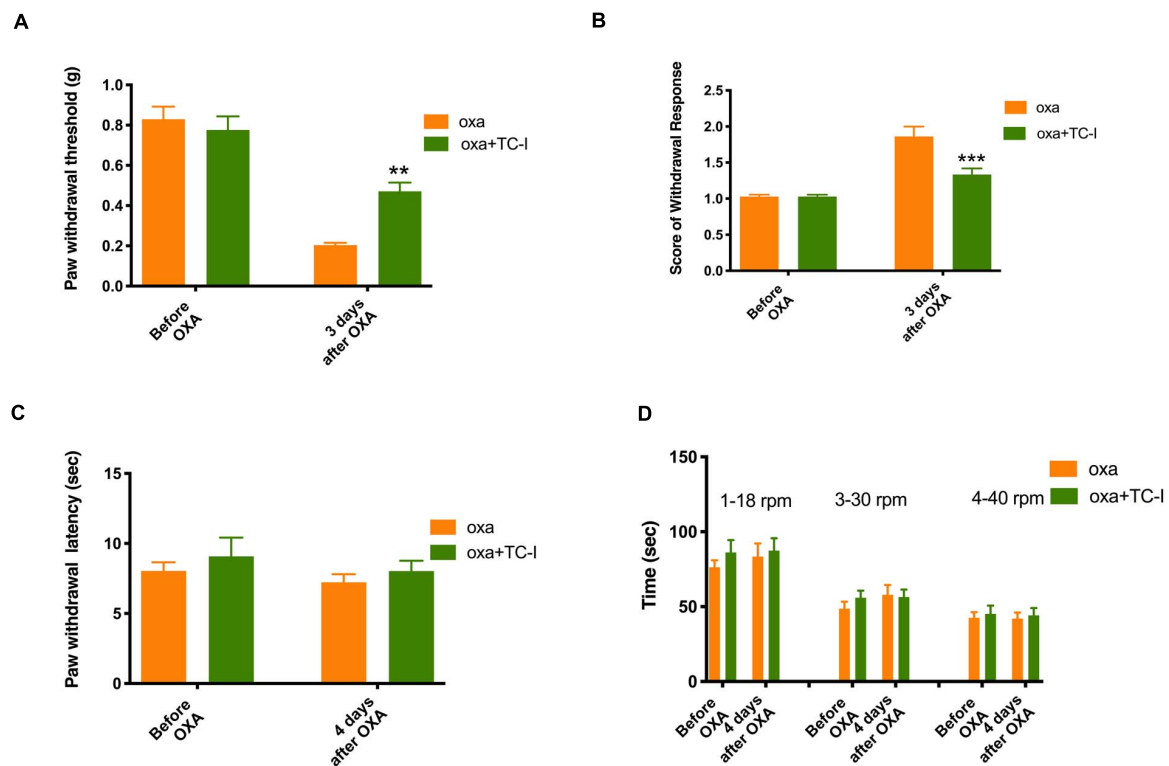 A
Paw withdrawal threshold (g)
1.0
0.8
0.6
0.4
0.2
0.0
**
oxa
oxa+TC-I
Before
OXA
3 days
after OXA
B
Score of Withdrawal Response
2.5
2.0
1.5
1.0
0.5
0.0
***
oxa
oxa+TC-I
Before
OXA
3 days
after OXA
C
Paw withdrawal latency (sec)
15
10
5
0
oxa
oxa+TC-I
Before
OXA
4 days
after OXA
D
Time (sec)
150
100
50
0
1-18 rpm
3-30 rpm
4-40 rpm
oxa
oxa+TC-I
Before
OXA
4 days
after OXA
Before
OXA
4 days
after OXA
Before
OXA
4 days
after OXA